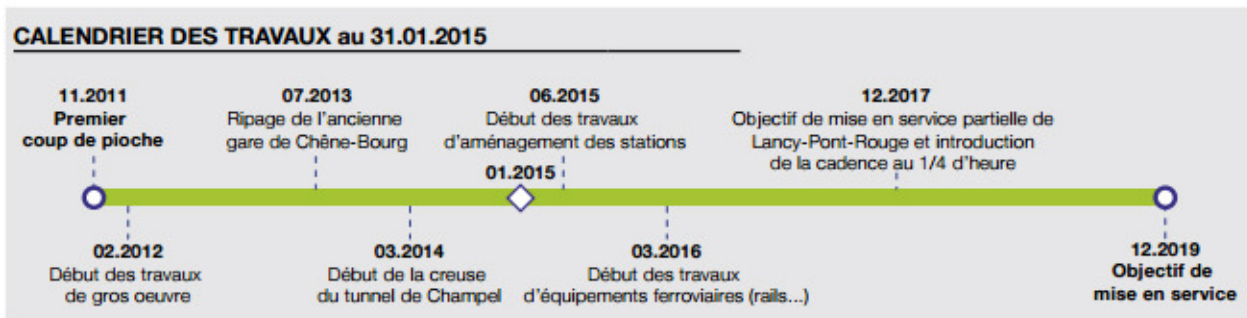 CALENDRIER DES TRAVAUX au 31.01.2015
11.2011
Premier
coup de pioche
07.2013
Ripage de l'ancienne
gare de Chêne-Bourg
06.2015
Début des travaux
d'aménagement des stations
12.2017
Objectif de mise en service partielle de
Lancy-Pont-Rouge et introduction
de la cadence au 1/4 d'heure
01.2015
02.2012
Début des travaux
de gros oeuvre
03.2014
Début de la creuse
du tunnel de Champel
03.2016
Début des travaux
d'équipements ferroviaires (rails...)
12.2019
Objectif de
mise en service